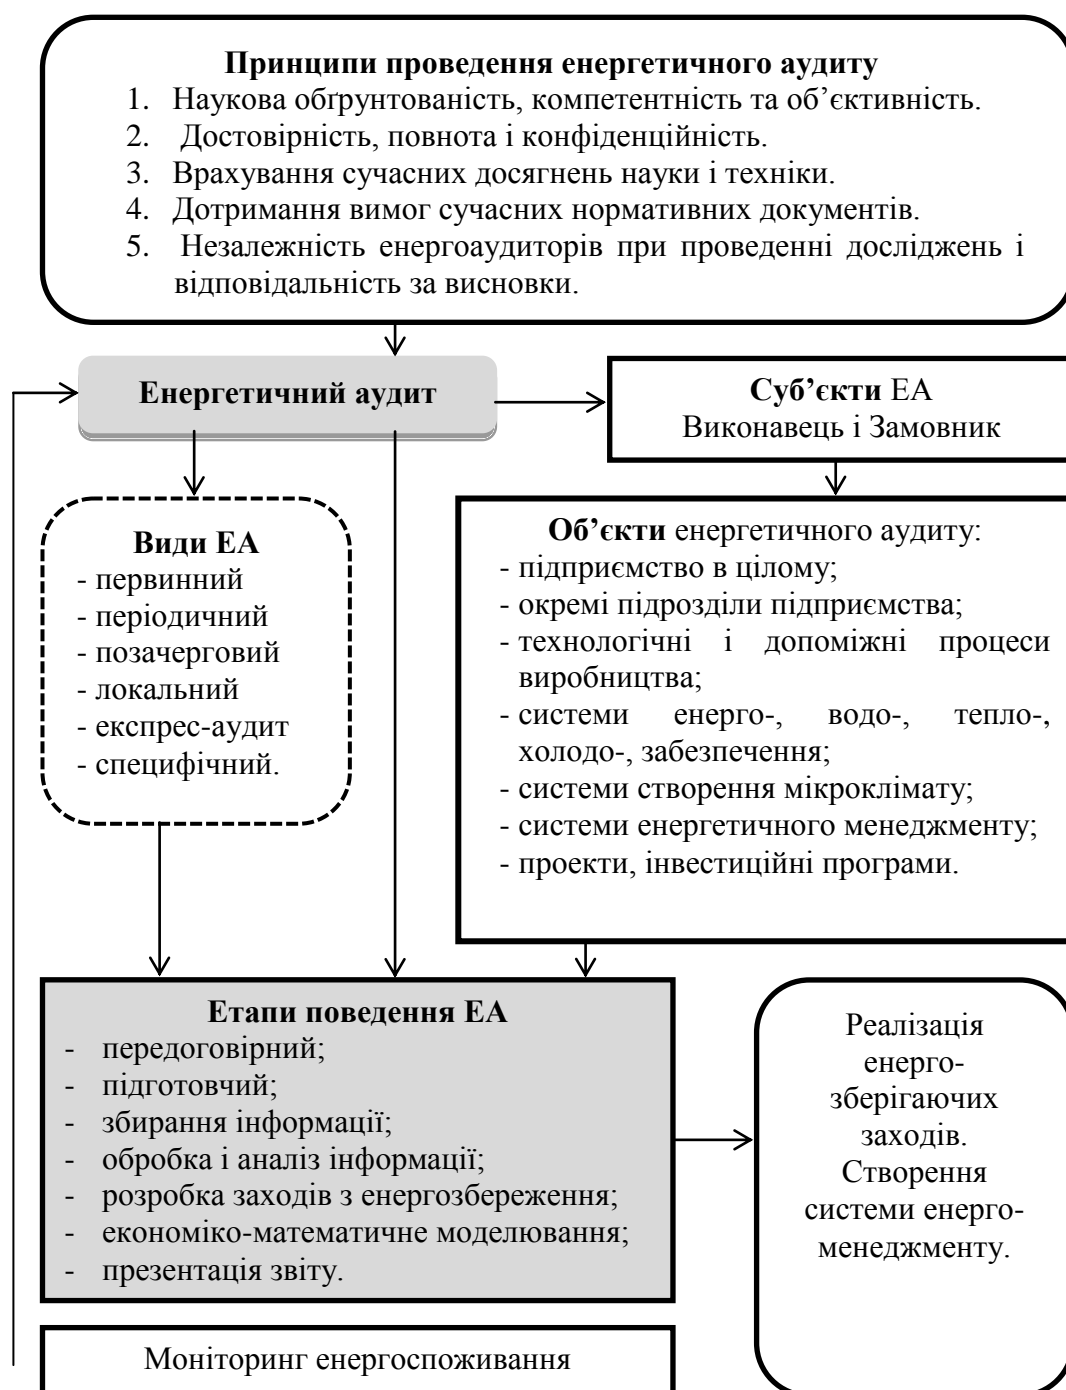 Принципи проведення енергетичного аудиту
1. Наукова обґрунтованість, компетентність та об’єктивність.
2. Достовірність, повнота і конфіденційність.
3. Врахування сучасних досягнень науки і техніки.
4. Дотримання вимог сучасних нормативних документів.
5. Незалежність енергоаудиторів при проведенні досліджень і
відповідальність за висновки.
Енергетичний аудит
Суб’єкти ЕА
Виконавець і Замовник
Види ЕА
- первинний
- періодичний
- позачерговий
- локальний
- експрес-аудит
- специфічний.
Об’єкти енергетичного аудиту:
- підприємство в цілому;
- окремі підрозділи підприємства;
- технологічні і допоміжні процеси
виробництва;
- системи енерго-, водо-, тепло-,
холодо-, забезпечення;
- системи створення мікроклімату;
- системи енергетичного менеджменту;
- проекти, інвестиційні програми.
Етапи поведення ЕА
- передоговірний;
- підготовчий;
- збирання інформації;
- обробка і аналіз інформації;
- розробка заходів з енергозбереження;
- економіко-математичне моделювання;
- презентація звіту.
Реалізація
енерго-
зберігаючих
заходів.
Створення
системи енерго-
менеджменту.
Моніторинг енергоспоживання